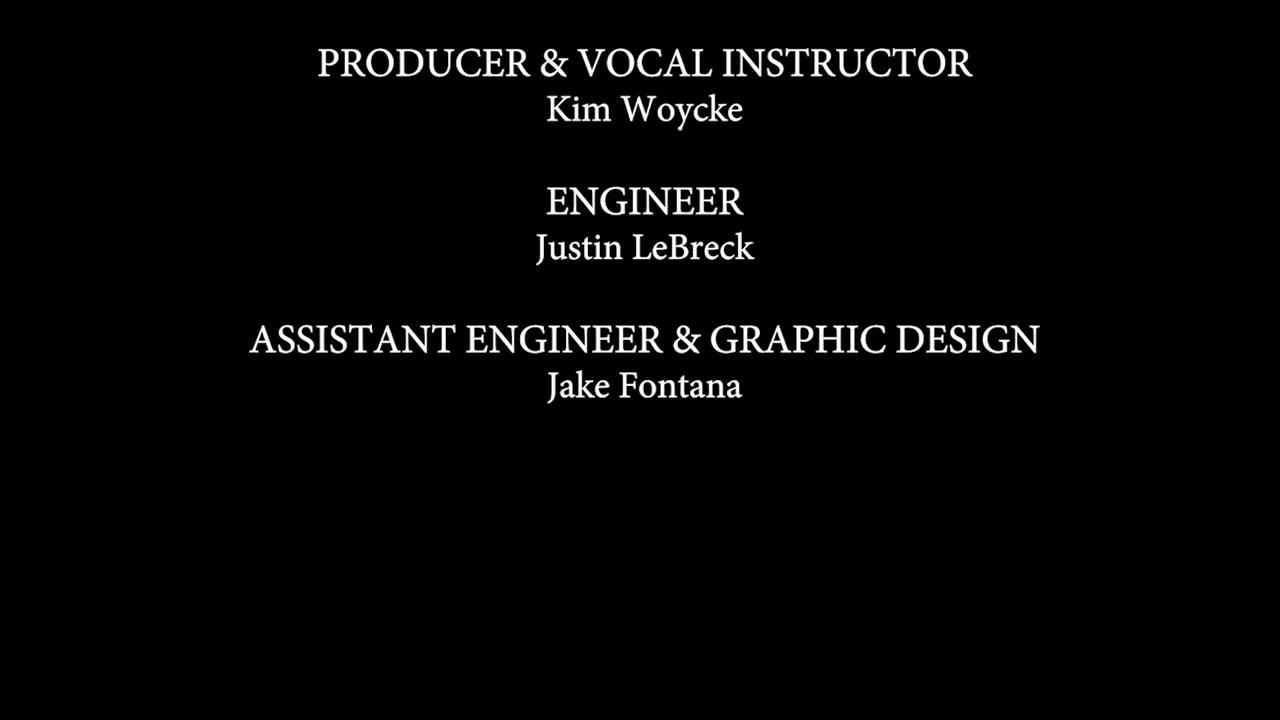 PRODUCER & VOCAL INSTRUCTOR
Kim Woycke
ENGINEER
Justin LeBreck
ASSISTANT ENGINEER & GRAPHIC DESIGN
Jake Fontana